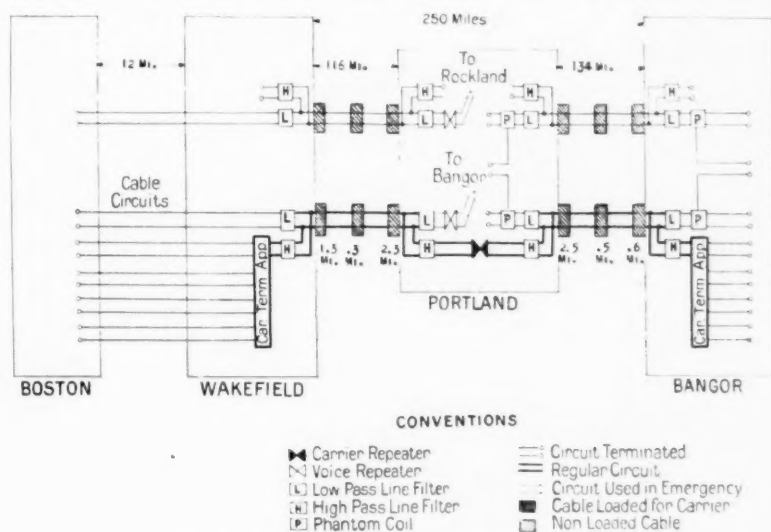 250 Miles
12 Mi.
116 Mi.
134 Mi.
To
Rockland
H
H
H
H
L
L
P
L
L
P
To
Bangor
Cable
Circuits
L
L
P
L
L
P
H
H
H
H
1.3
Mi.
.3
Mi.
2.3
Mi.
2.5
Mi.
.5
Mi.
.6
Mi.
Car Term App
Car Term App
PORTLAND
BOSTON
WAKEFIELD
BANGOR
CONVENTIONS
Carrier Repeater
Circuit Terminated
Voice Repeater
Regular Circuit
L Low Pass Line Filter
Circuit Used in Emergency
H High Pass Line Filter
Cable Loaded for Carrier
P Phantom Coil
Non Loaded Cable